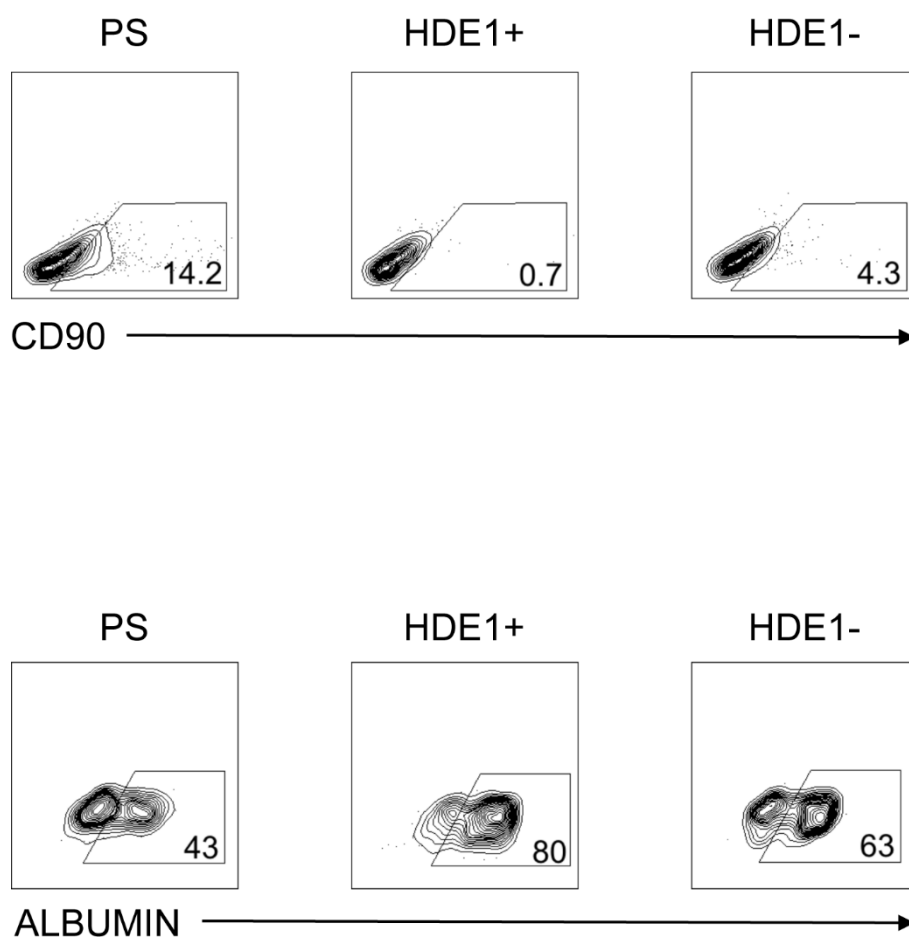 PS HDE1+ HDE1-
14.2 0.7 4.3
CD90
PS HDE1+ HDE1-
43 80 63
ALBUMIN